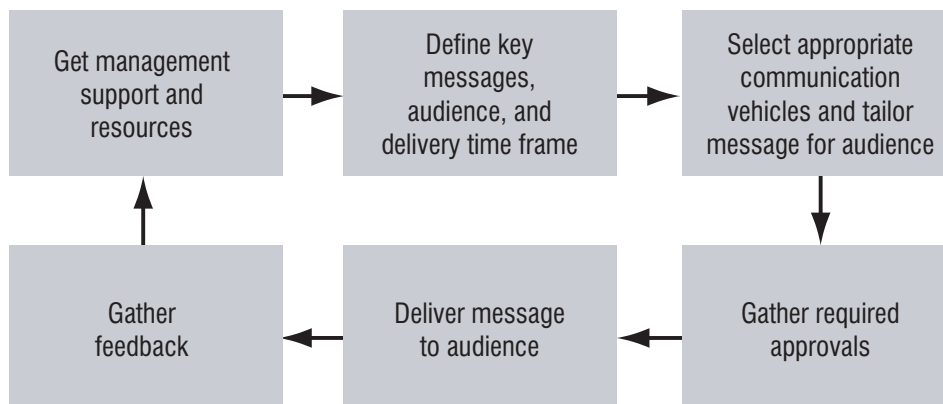 Get management
support and
resources
Define key
messages,
audience, and
delivery time frame
Select appropriate
communication
vehicles and tailor
message for audience
Gather
feedback
Deliver message
to audience
Gather required
approvals